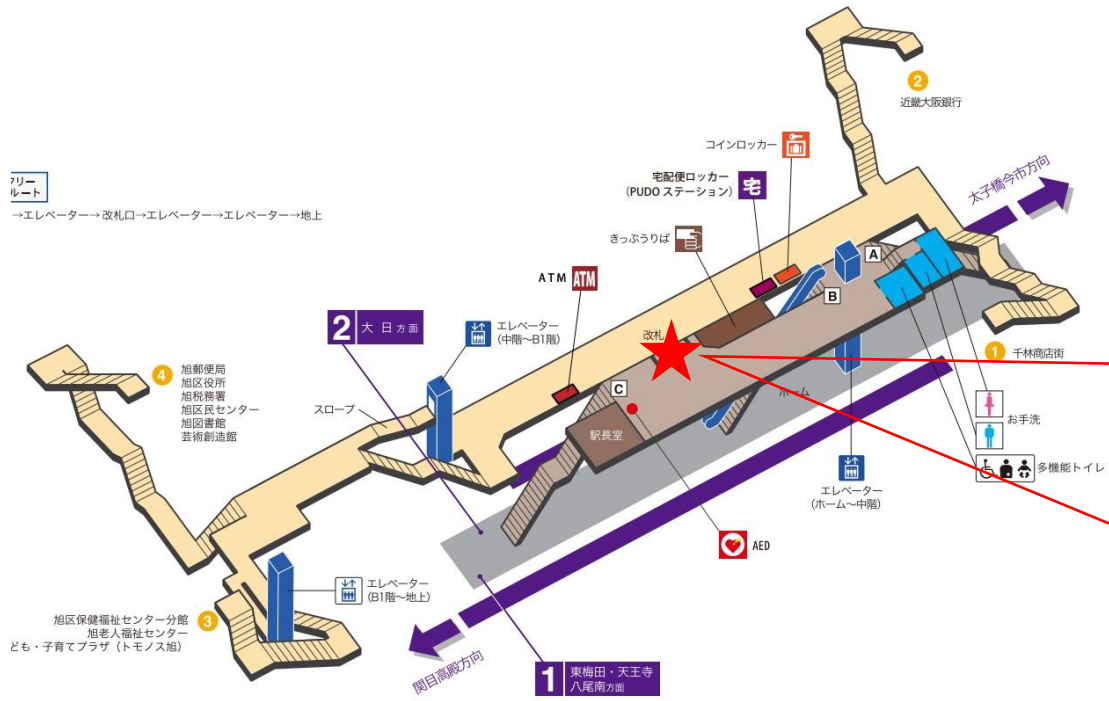 2
近畿大阪銀行
コインロッカー
宅配便ロッカー
(PUDO ステーション)
宅
太子橋今市方向
フリー
ルート
→エレベーター→改札口→エレベーター→エレベーター→地上
きっぷうりば
A
ATM ATM
B
2 大日方面
エレベーター
(中階〜B1階)
改札
1
千林商店街
4
旭郵便局
旭区役所
旭税務署
旭区民センター
旭図書館
芸術創造館
スロープ
C
ホーム
お手洗
駅長室
多機能トイレ
エレベーター
(ホーム〜中階)
AED
エレベーター
(B1階〜地上)
3
旭区保健福祉センター分館
旭老人福祉センター
ども・子育てプラザ(トモノス旭)
関目高殿方向
1 東梅田・天王寺
八尾南方面